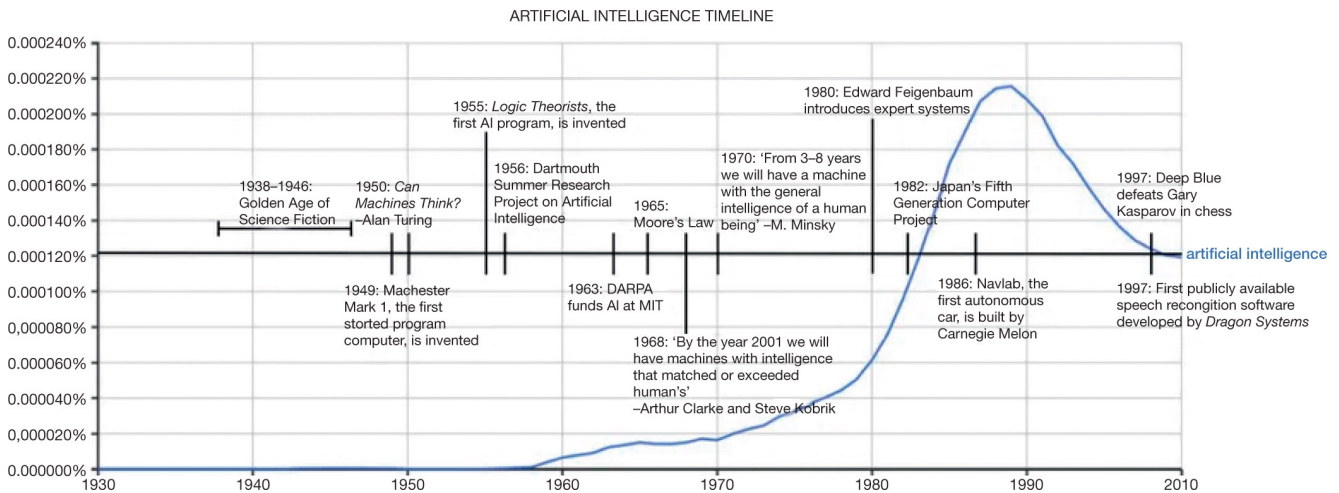 ARTIFICIAL INTELLIGENCE TIMELINE
0.000240%
0.000220%
0.000200%
0.000180%
0.000160%
0.000140%
0.000120%
0.000100%
0.000080%
0.000060%
0.000040%
0,000020%
0.000000%
1938–1946:
Golden Age of
Science Fiction
1950: Can
Machines Think?
–Alan Turing
1949: Machester
Mark 1, the first
storted program
computer, is invented
1955: Logic Theorists, the
first AI program, is invented
1956: Dartmouth
Summer Research
Project on Artificial
Intelligence
1963: DARPA
funds AI at MIT
1965:
Moore's Law
1968: 'By the year 2001 we will
have machines with intelligence
that matched or exceeded
human's'
–Arthur Clarke and Steve Kobrik
1970: 'From 3–8 years
we will have a machine
with the general
intelligence of a human
being' –M. Minsky
1980: Edward Feigenbaum
introduces expert systems
1982: Japan's Fifth
Generation Computer
Project
1986: Navlab, the
first autonomous
car, is built by
Carnegie Melon
1997: Deep Blue
defeats Gary
Kasparov in chess
artificial intelligence
1997: First publicly available
speech recongition software
developed by Dragon Systems
1930
1940
1950
1960
1970
1980
1990
2010